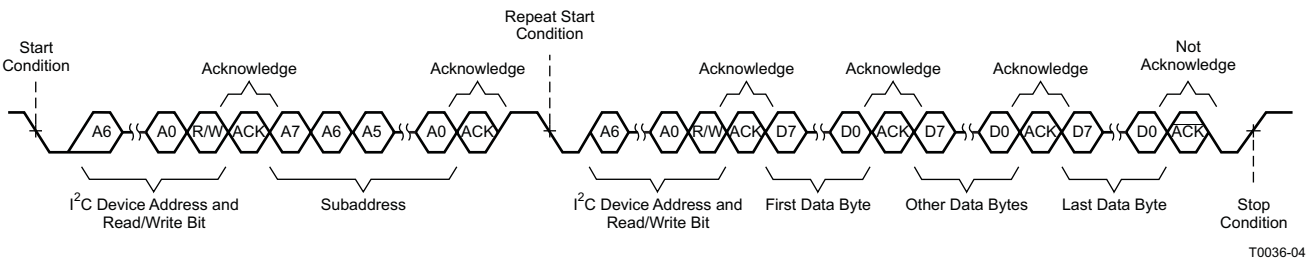 Repeat Start
Condition
Start
Condition
Not
Acknowledge
Acknowledge
Acknowledge
Acknowledge
Acknowledge
Acknowledge
A6 A0 R/W ACK A7 A6 A5 A0 ACK A6 A0 R/W ACK D7 D0 ACK D7 D0 ACK D7 D0 ACK
I²C Device Address and
Read/Write Bit
Subaddress
I²C Device Address and
Read/Write Bit
First Data Byte
Other Data Bytes
Last Data Byte
Stop
Condition
T0036-04